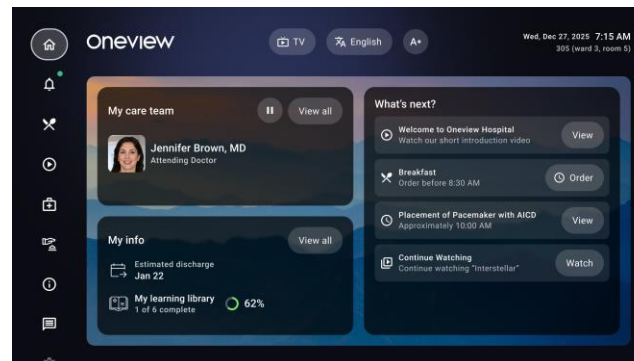 Oneview
TV
English
A+
Wed, Dec 27, 2025 7:15 AM
305 (ward 3, room 5)
My care team
View all
Jennifer Brown, MD
Attending Doctor
My info
View all
Estimated discharge
Jan 22
My learning library
1 of 6 complete
62%
What's next?
Welcome to Oneview Hospital
Watch our short introduction video
View
Breakfast
Order before 8:30 AM
Order
Placement of Pacemaker with AICD
Approximately 10:00 AM
View
Continue Watching
Continue watching "Interstellar"
Watch